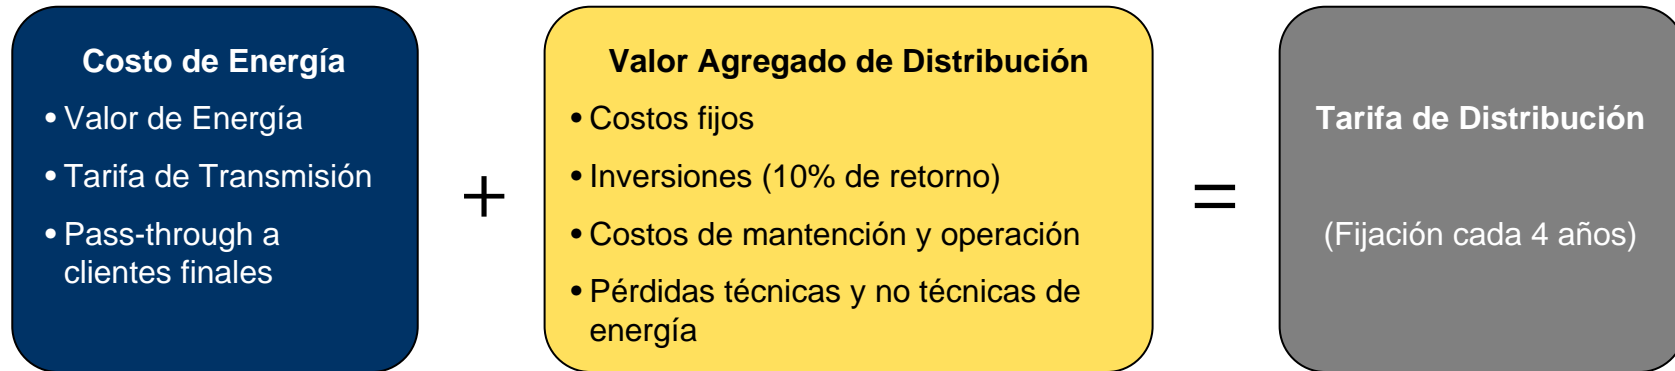 Costo de Energía
• Valor de Energía
• Tarifa de Transmisión
• Pass-through a
clientes finales
+
Valor Agregado de Distribución
• Costos fijos
• Inversiones (10% de retorno)
• Costos de mantención y operación
• Pérdidas técnicas y no técnicas de
energía
=
Tarifa de Distribución
(Fijación cada 4 años)